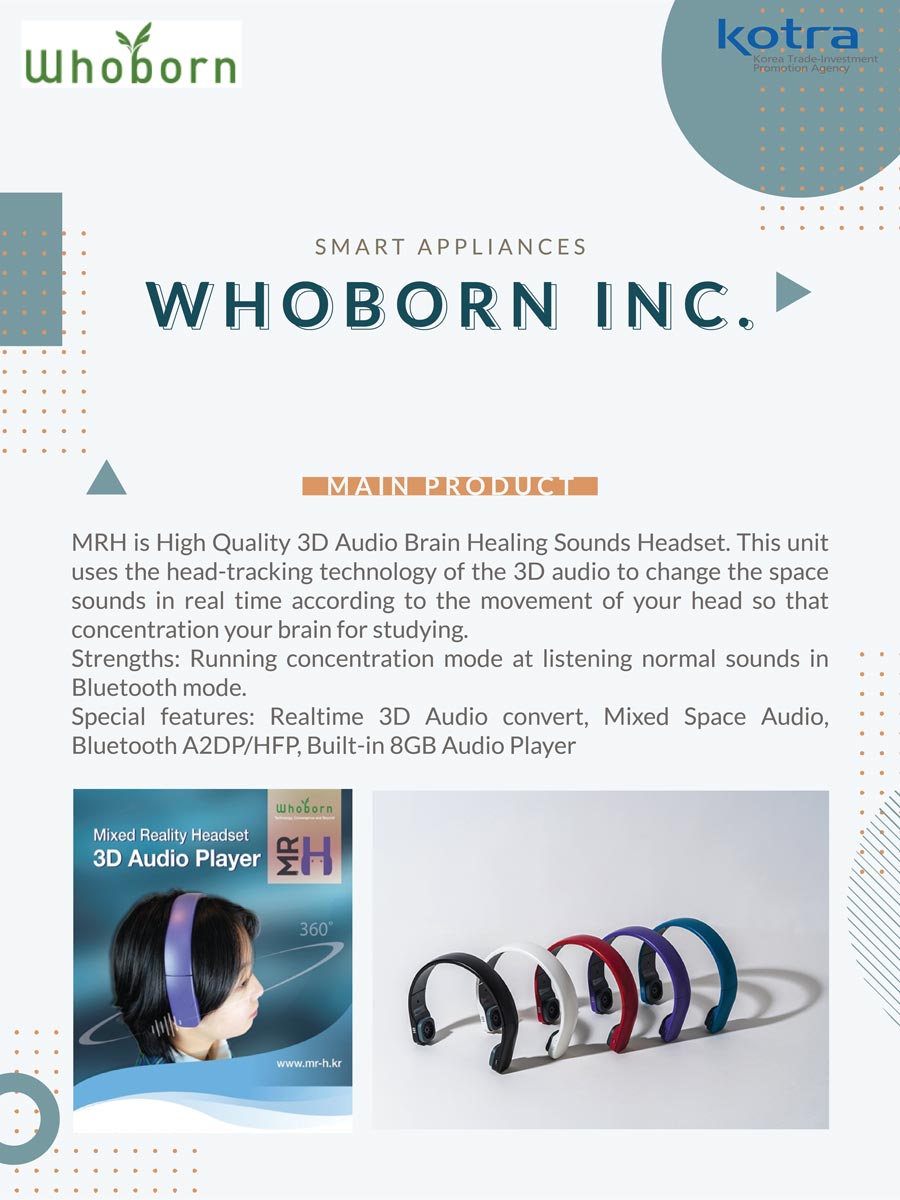 Whoborn
kotra
Korea Trade-Investment
Promotion Agency
SMART APPLIANCES
WHOBORN INC.
MAIN PRODUCT
MRH is High Quality 3D Audio Brain Healing Sounds Headset. This unit
uses the head-tracking technology of the 3D audio to change the space
sounds in real time according to the movement of your head so that
concentration your brain for studying.
Strengths: Running concentration mode at listening normal sounds in
Bluetooth mode.
Special features: Realtime 3D Audio convert, Mixed Space Audio,
Bluetooth A2DP/HFP, Built-in 8GB Audio Player
Whoborn
Technology, Convergence and Beyond
Mixed Reality Headset
3D Audio Player
MRH
360°
www.mr-h.kr